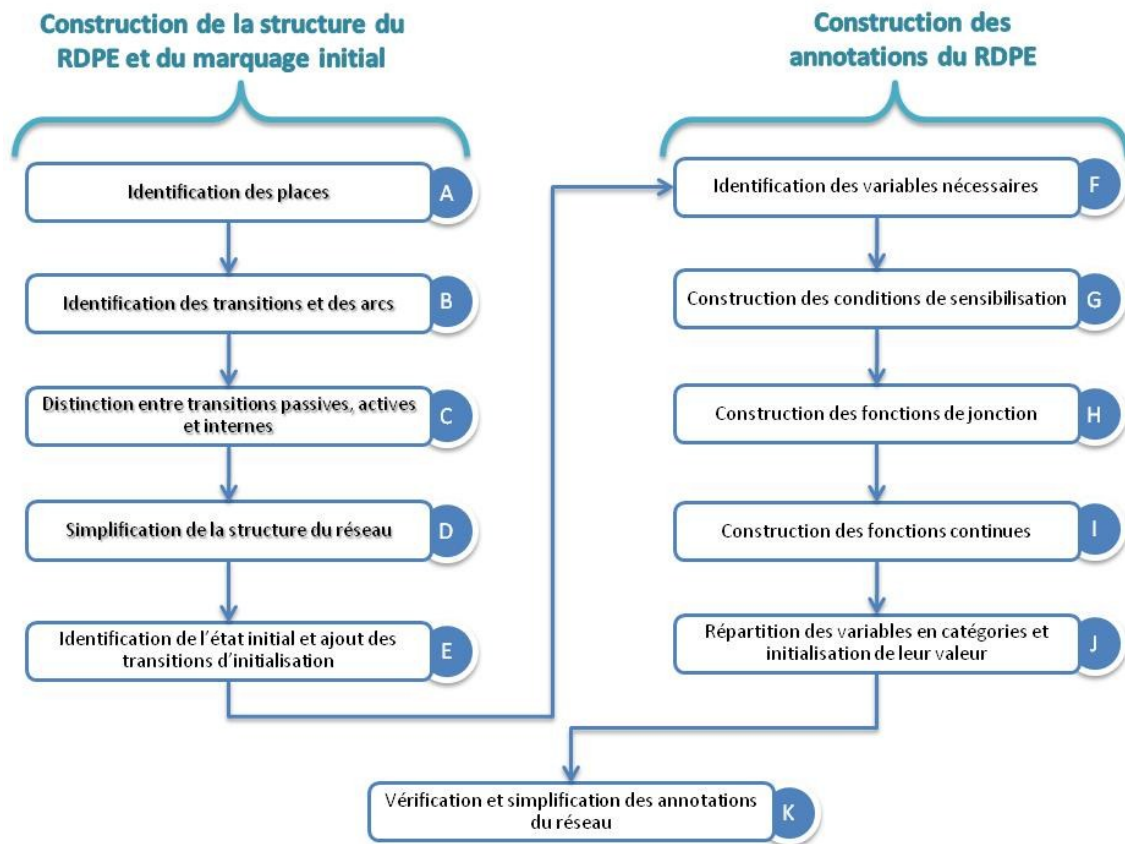 Construction de la structure du
RDPE et du marquage initial
Identification des places
A
Identification des transitions et des arcs
B
Distinction entre transitions passives, actives
et internes
C
Simplification de la structure du réseau
D
Identification de l'état initial et ajout des
transitions d'initialisation
E
Construction des
annotations du RDPE
Identification des variables nécessaires
F
Construction des conditions de sensibilisation
G
Construction des fonctions de jonction
H
Construction des fonctions continues
I
Répartition des variables en catégories et
initialisation de leur valeur
J
Vérification et simplification des annotations
du réseau
K